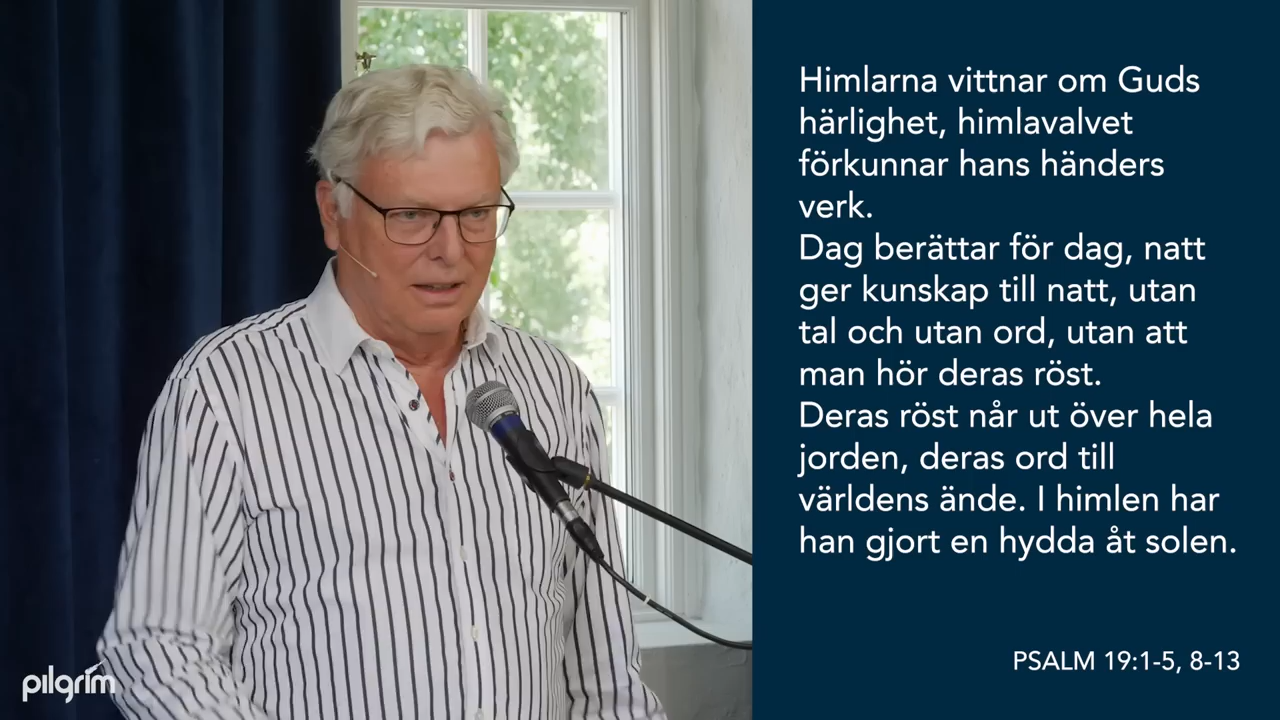 Himlarna vittnar om Guds
härlighet, himlavalvet
förkunnar hans händers
verk.
Dag berättar för dag, natt
ger kunskap till natt, utan
tal och utan ord, utan att
man hör deras röst.
Deras röst når ut över hela
jorden, deras ord till
världens ände. I himlen har
han gjort en hydda åt solen.
PSALM 19:1-5, 8-13
pilgrim